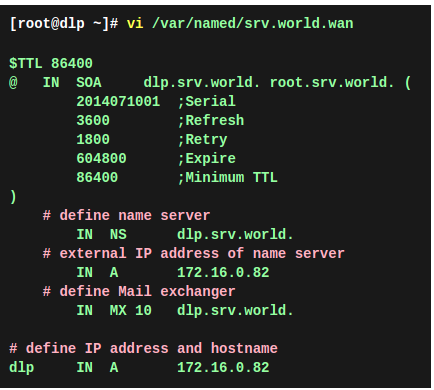 [root@dlp ~]# vi /var/named/srv.world.wan
$TTL 86400
@   IN  SOA     dlp.srv.world. root.srv.world. (
        2014071001  ;Serial
        3600        ;Refresh
        1800        ;Retry
        604800      ;Expire
        86400       ;Minimum TTL
)
    # define name server
        IN  NS      dlp.srv.world.
    # external IP address of name server
        IN  A       172.16.0.82
    # define Mail exchanger
        IN  MX 10   dlp.srv.world.
# define IP address and hostname
dlp     IN  A       172.16.0.82